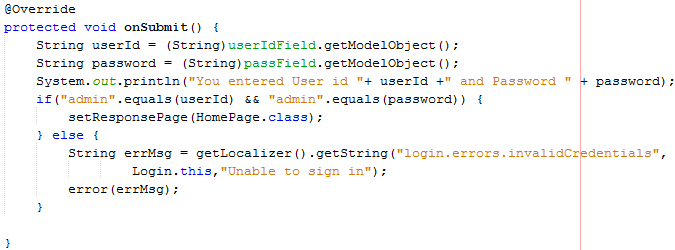 @Override
protected void onSubmit() {
    String userId = (String)userIdField.getModelObject();
    String password = (String)passField.getModelObject();
    System.out.println("You entered User id "+ userId +" and Password " + password);
    if("admin".equals(userId) && "admin".equals(password)) {
        setResponsePage(HomePage.class);
    } else {
        String errMsg = getLocalizer().getString("login.errors.invalidCredentials",
                Login.this,"Unable to sign in");
        error(errMsg);
    }
}